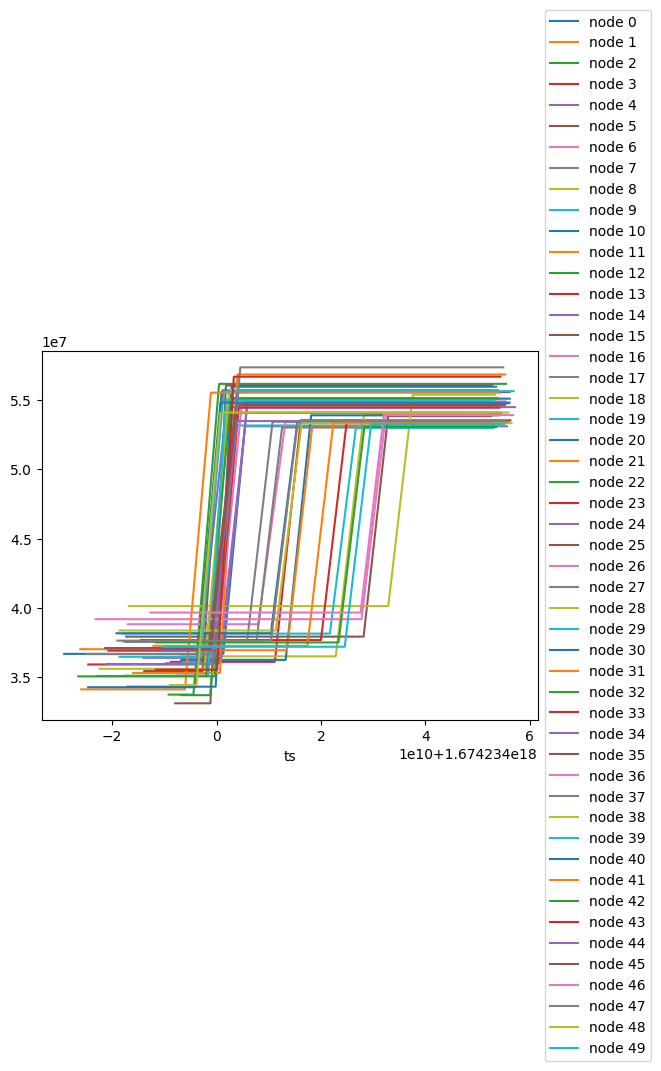 1e7
5.5
5.0
4.5
4.0
3.5
−2
0
2
4
6
1e10+1.674234e18
ts
node 0
node 1
node 2
node 3
node 4
node 5
node 6
node 7
node 8
node 9
node 10
node 11
node 12
node 13
node 14
node 15
node 16
node 17
node 18
node 19
node 20
node 21
node 22
node 23
node 24
node 25
node 26
node 27
node 28
node 29
node 30
node 31
node 32
node 33
node 34
node 35
node 36
node 37
node 38
node 39
node 40
node 41
node 42
node 43
node 44
node 45
node 46
node 47
node 48
node 49